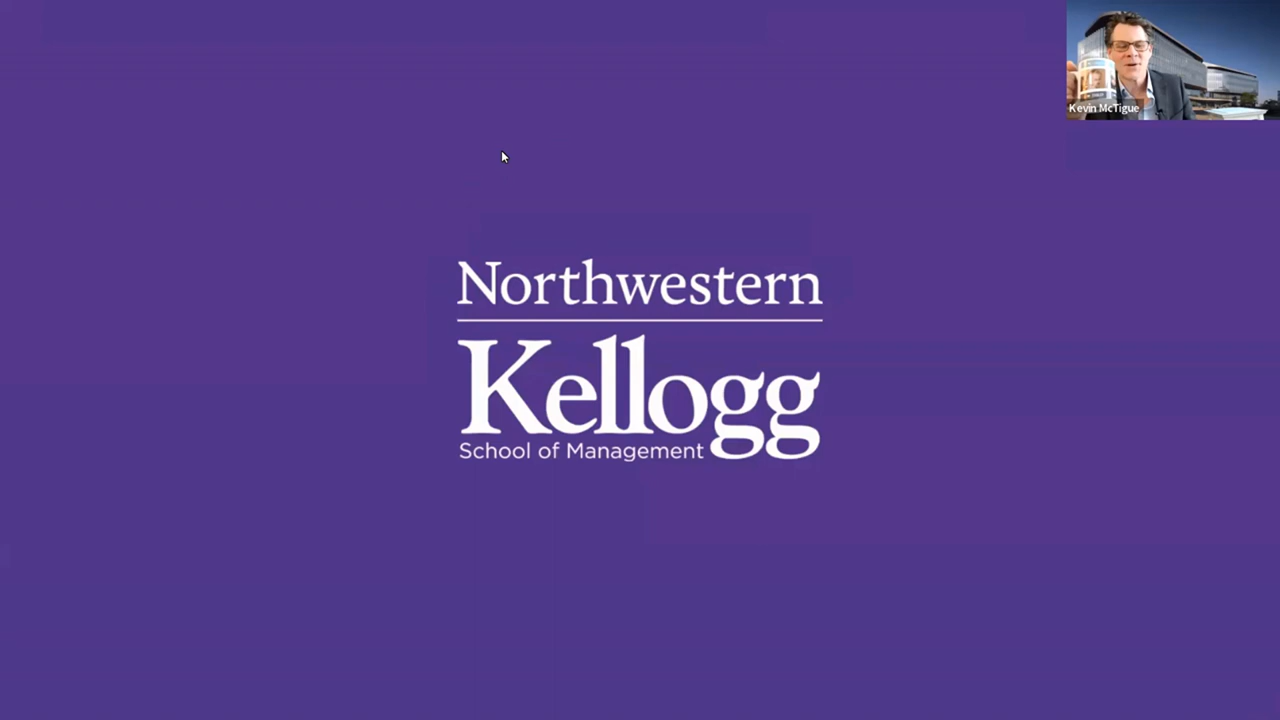 Kevin McTigue
Northwestern
Kellogg
School of Management